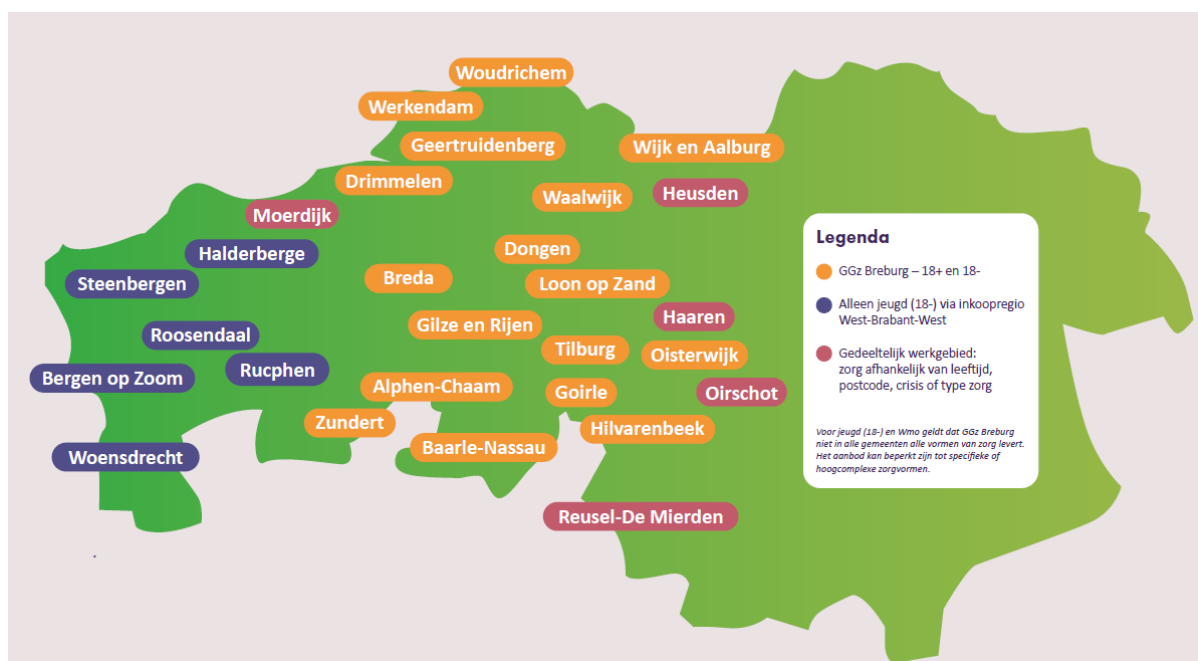 Woudrichem
Werkendam
Geertruidenberg
Wijk en Aalburg
Drimmelen
Waalwijk
Heusden
Moerdijk
Halderberge
Dongen
Steenbergen
Breda
Loon op Zand
Haaren
Gilze en Rijen
Roosendaal
Tilburg
Oisterwijk
Rucphen
Bergen op Zoom
Alphen-Chaam
Goirle
Oirschot
Zundert
Hilvarenbeek
Baarle-Nassau
Woensdrecht
Reusel-De Mierden
Legenda
GGz Breburg – 18+ en 18-
Alleen jeugd (18-) via inkoopregio
West-Brabant-West
Gedeeltelijk werkgebied:
zorg afhankelijk van leeftijd,
postcode, crisis of type zorg
Voor jeugd (18-) en Wmo geldt dat GGz Breburg
niet in alle gemeenten alle vormen van zorg levert.
Het aanbod kan beperkt zijn tot specifieke of
hoogcomplexe zorgvormen.